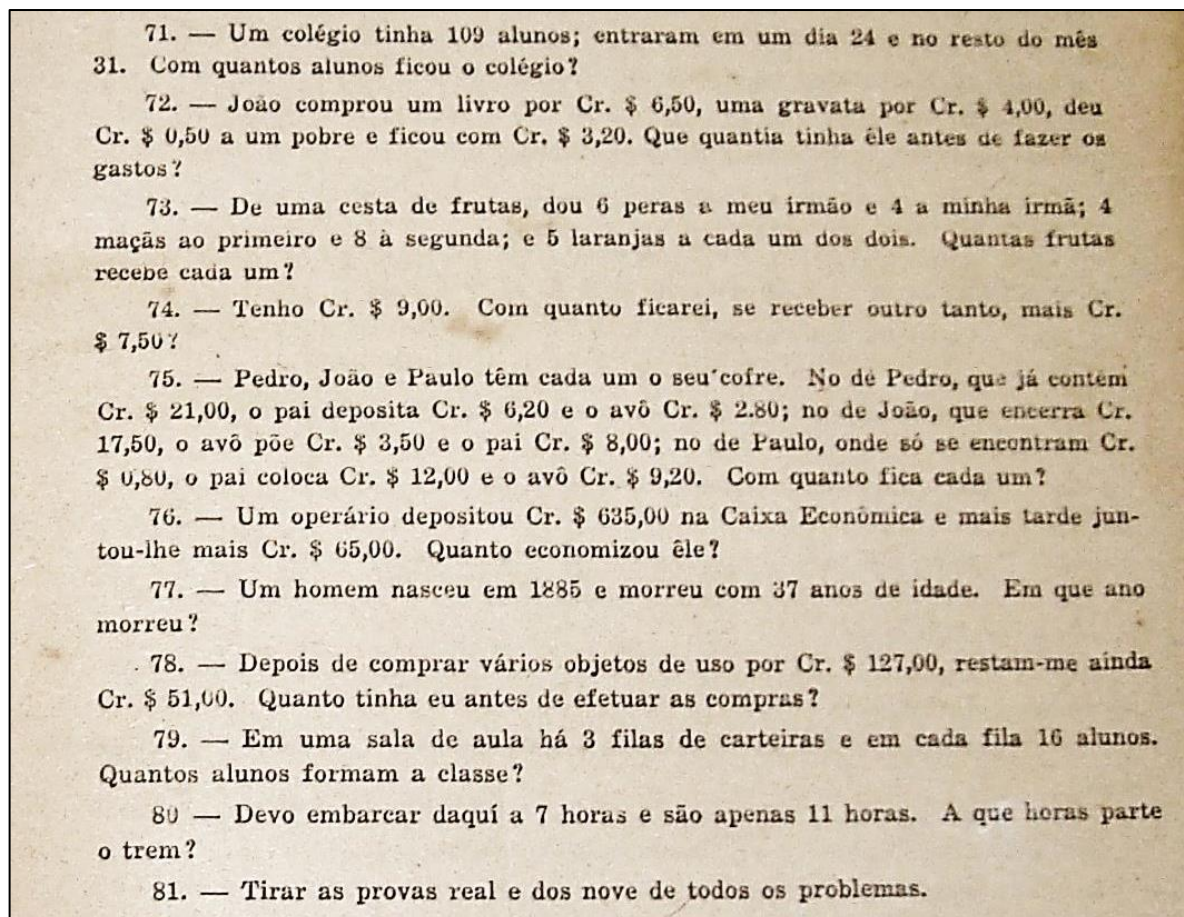 71. — Um colégio tinha 109 alunos; entraram em um dia 24 e no resto do mês
31. Com quantos alunos ficou o colégio?
72. — João comprou um livro por Cr. $ 6,50, uma gravata por Cr. $ 4,00, deu
Cr. $ 0,50 a um pobre e ficou com Cr. $ 3,20. Que quantia tinha êle antes de fazer os
gastos?
73. — De uma cesta de frutas, dou 6 peras a meu irmão e 4 a minha irmã; 4
maçãs ao primeiro e 8 à segunda; e 5 laranjas a cada um dos dois. Quantas frutas
recebe cada um?
74. — Tenho Cr. $ 9,00. Com quanto ficarei, se receber outro tanto, mais Cr.
$ 7,50?
75. — Pedro, João e Paulo têm cada um o seu cofre. No de Pedro, que já contém
Cr. $ 21,00, o pai deposita Cr. $ 6,20 e o avô Cr. $ 2.80; no de João, que encerra Cr.
17,50, o avô põe Cr. $ 3,50 e o pai Cr. $ 8,00; no de Paulo, onde só se encontram Cr.
$ 0,80, o pai coloca Cr. $ 12,00 e o avô Cr. $ 9,20. Com quanto fica cada um?
76. — Um operário depositou Cr. $ 635,00 na Caixa Econômica e mais tarde jun-
tou-lhe mais Cr. $ 65,00. Quanto economizou êle?
77. — Um homem nasceu em 1885 e morreu com 37 anos de idade. Em que ano
morreu?
78. — Depois de comprar vários objetos de uso por Cr. $ 127,00, restam-me ainda
Cr. $ 51,00. Quanto tinha eu antes de efetuar as compras?
79. — Em uma sala de aula há 3 filas de carteiras e em cada fila 16 alunos.
Quantos alunos formam a classe?
80 — Devo embarcar daquí a 7 horas e são apenas 11 horas. A que horas parte
o trem?
81. — Tirar as provas real e dos nove de todos os problemas.